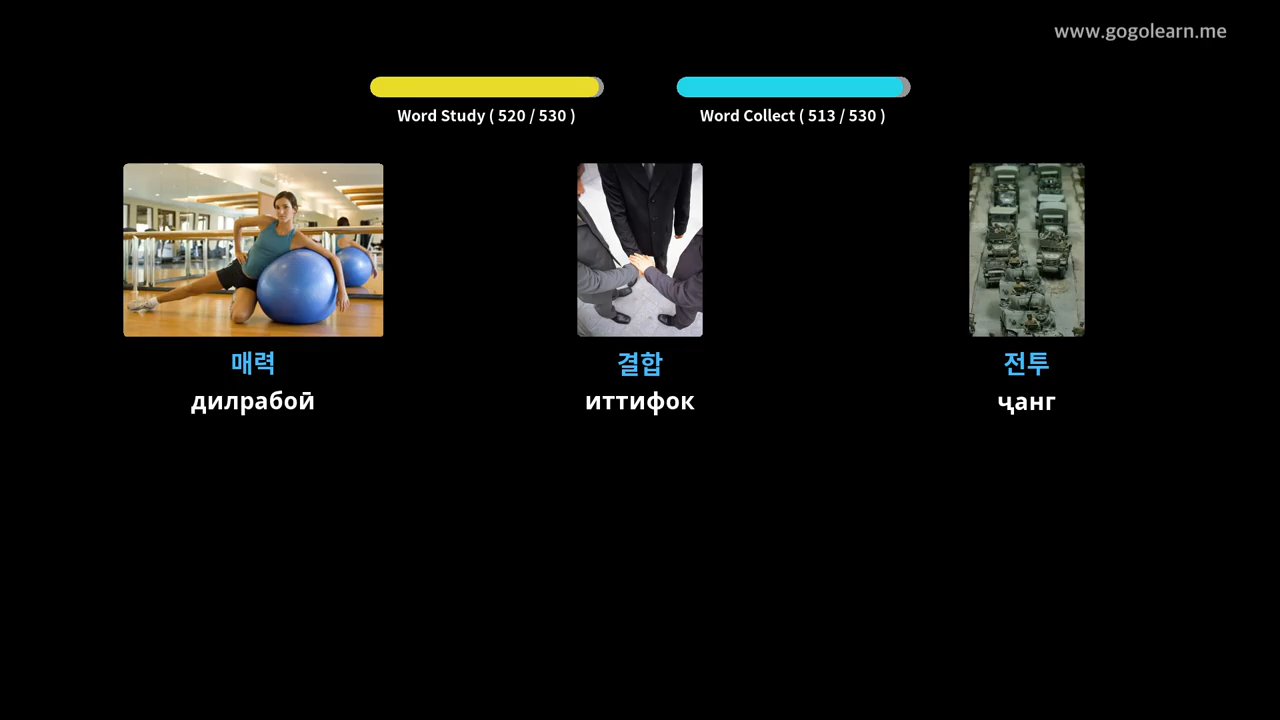 www.gogolearn.me
Word Study ( 520 / 530 )
Word Collect ( 513 / 530 )
매력
결합
전투
дилрабоӣ
иттифок
ҷанг